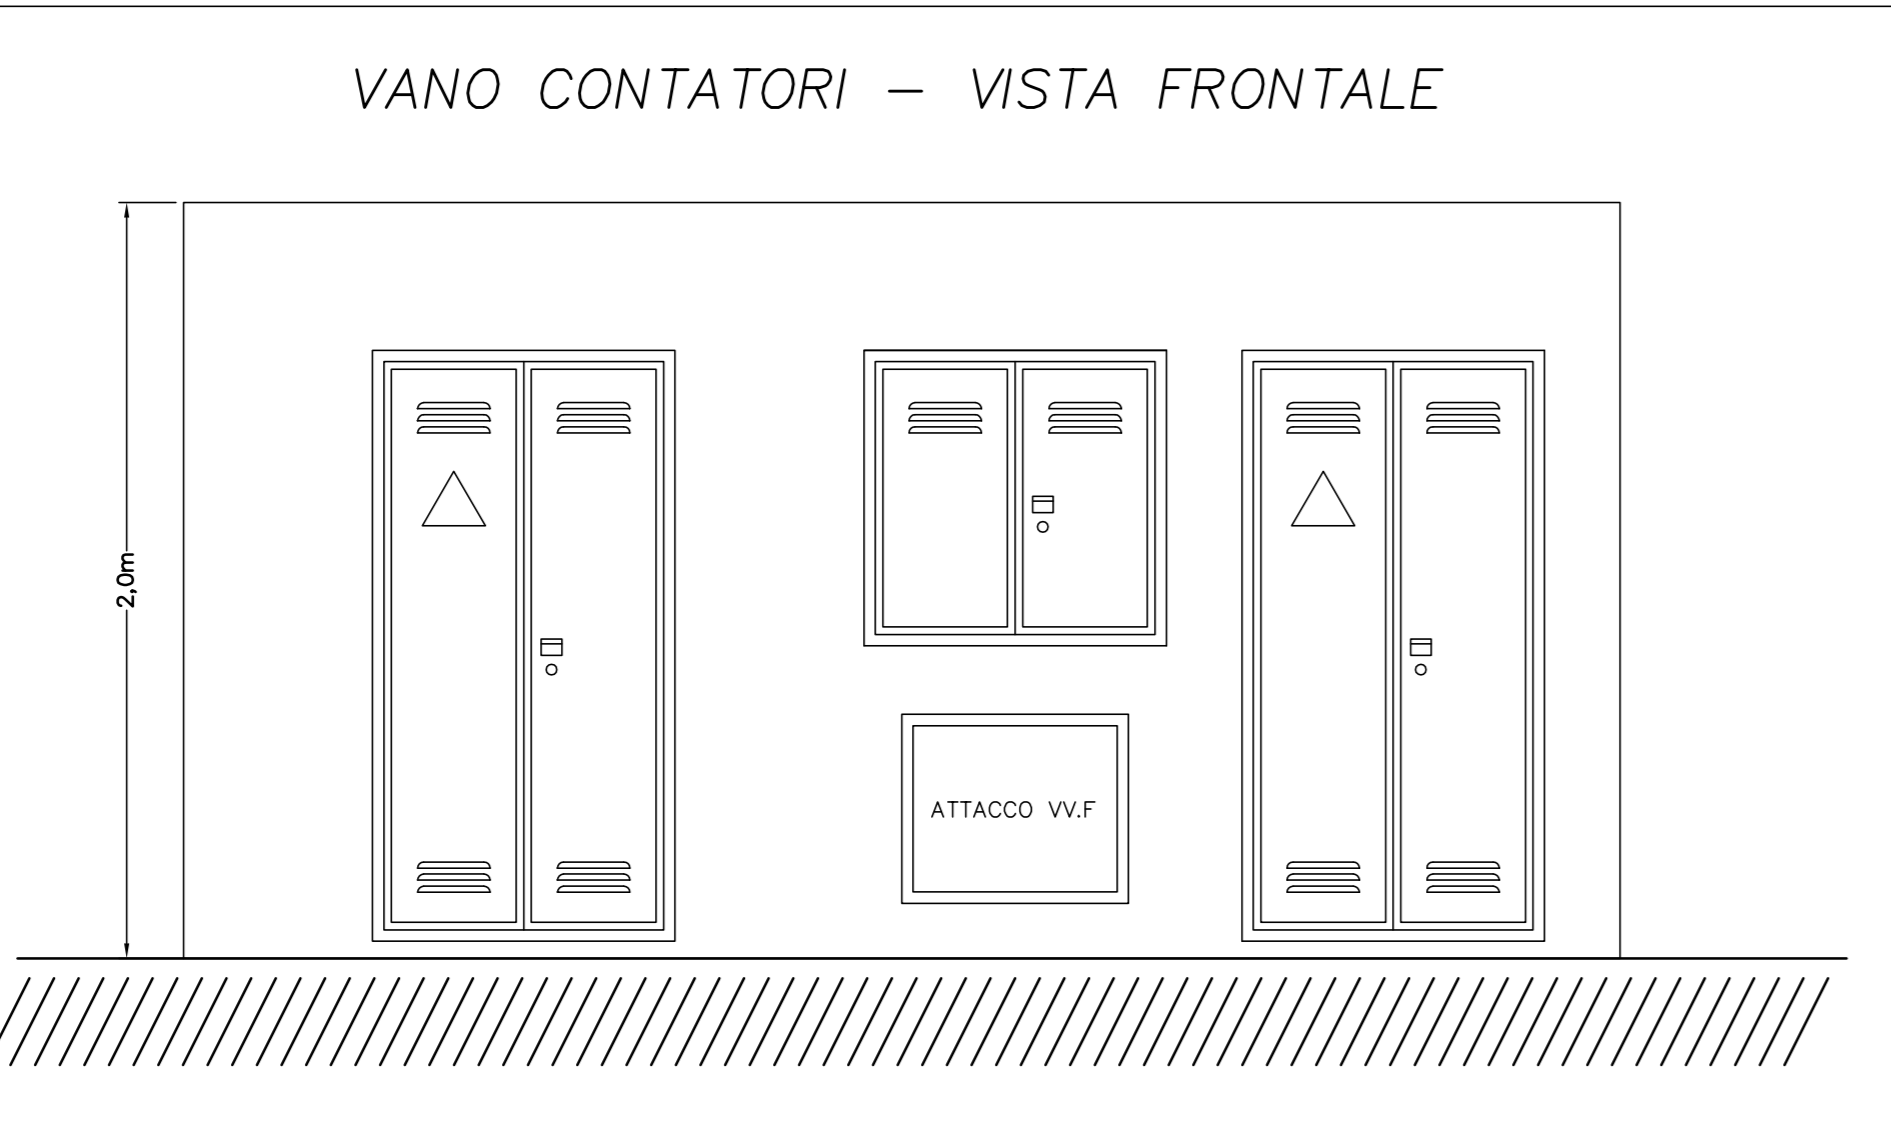 VANO CONTATORI – VISTA FRONTALE
2,0m
ATTACCO VV.F